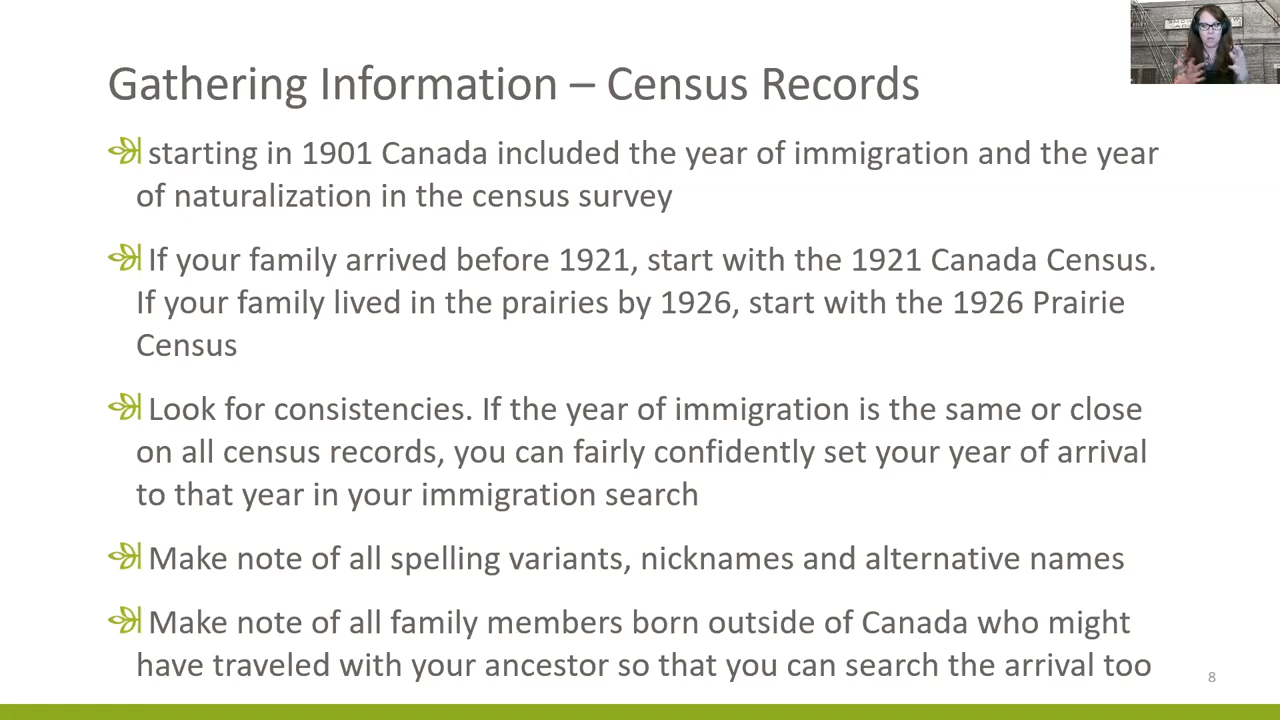 Gathering Information – Census Records
starting in 1901 Canada included the year of immigration and the year
of naturalization in the census survey
If your family arrived before 1921, start with the 1921 Canada Census.
If your family lived in the prairies by 1926, start with the 1926 Prairie
Census
Look for consistencies. If the year of immigration is the same or close
on all census records, you can fairly confidently set your year of arrival
to that year in your immigration search
Make note of all spelling variants, nicknames and alternative names
Make note of all family members born outside of Canada who might
have traveled with your ancestor so that you can search the arrival too
8